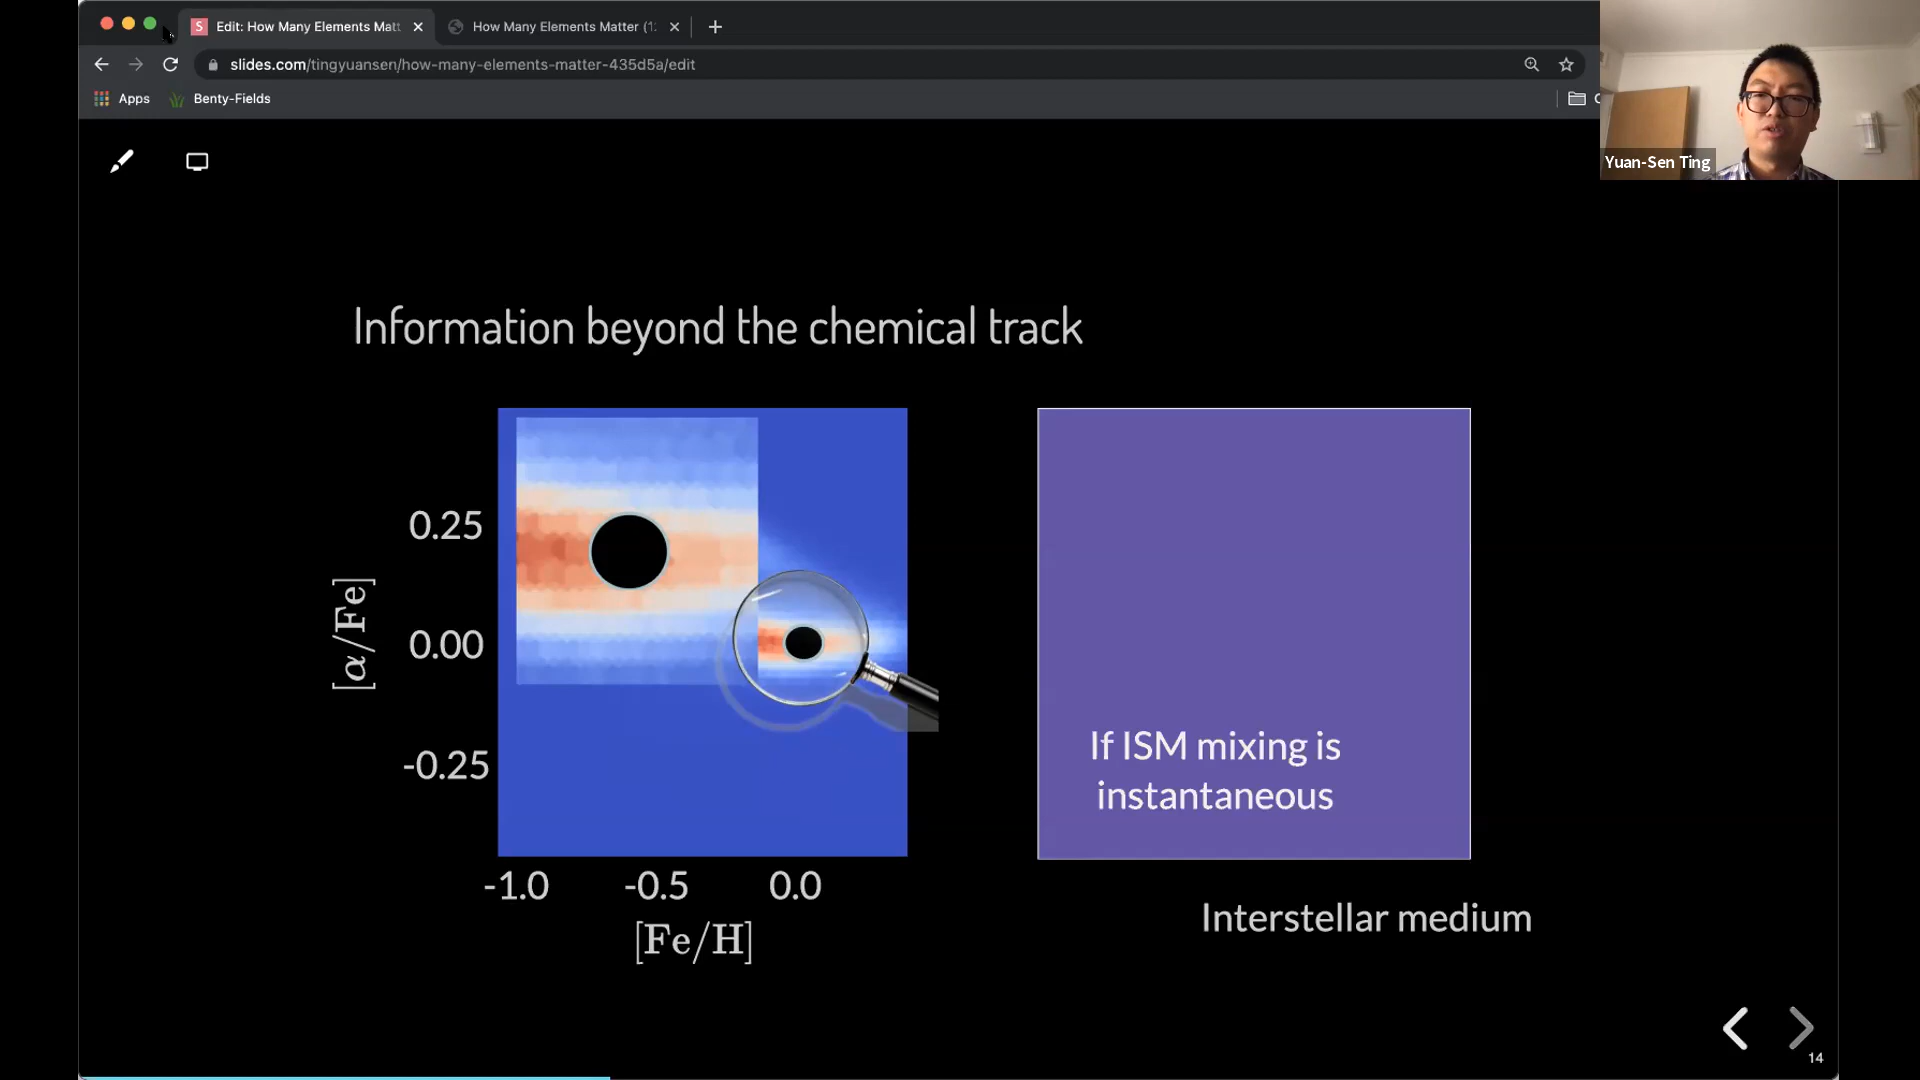 Edit: How Many Elements Matt
How Many Elements Matter (1
slides.com/tingyuansen/how-many-elements-matter-435d5a/edit
Apps
Benty-Fields
Yuan-Sen Ting
Information beyond the chemical track
0.25
0.00
-0.25
[α/Fe]
-1.0 -0.5 0.0
[Fe/H]
If ISM mixing is
instantaneous
Interstellar medium
14